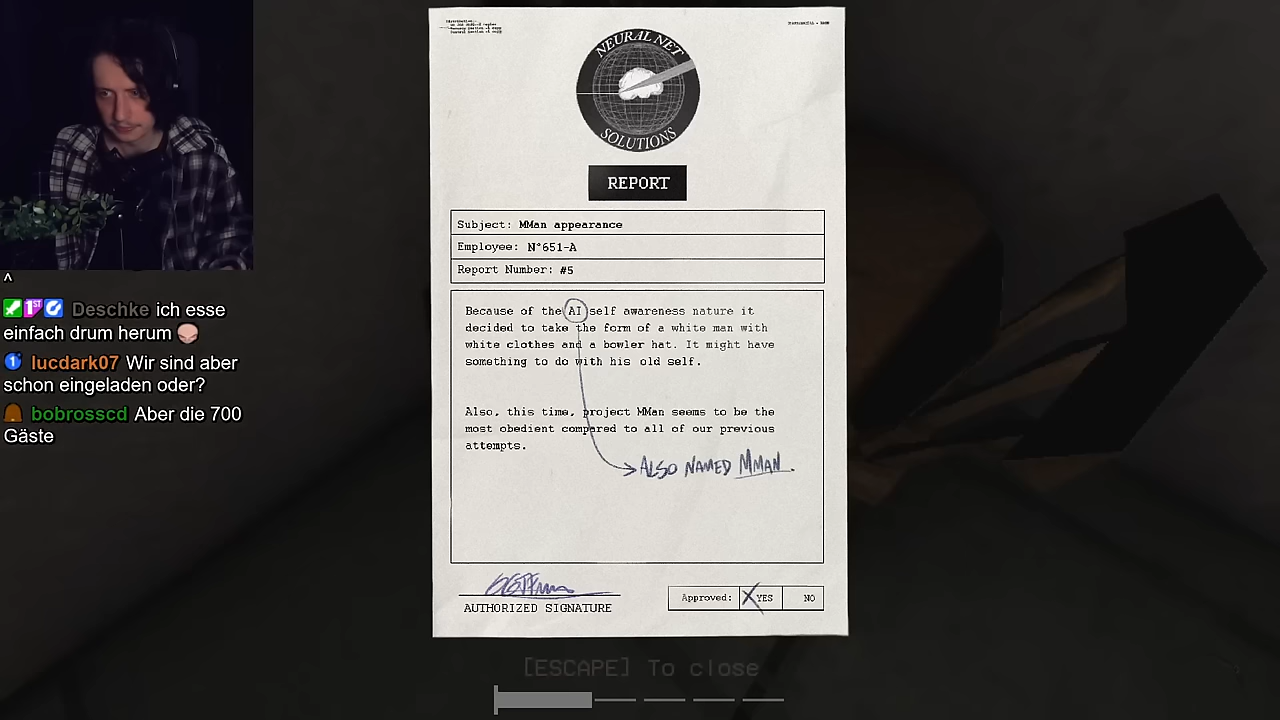 NEURAL NET
SOLUTIONS
REPORT
Subject: MMan appearance
Employee: N°651-A
Report Number: #5
Because of the AI self awareness nature it
decided to take the form of a white man with
white clothes and a bowler hat. It might have
something to do with his old self.
Also, this time, project MMan seems to be the
most obedient compared to all of our previous
attempts.
ALSO NAMED MMAN.
AUTHORIZED SIGNATURE
Approved: YES NO
[ESCAPE] To close
^
1ST Deschke ich esse
einfach drum herum
1 lucdark07 Wir sind aber
schon eingeladen oder?
bobrosscd Aber die 700
Gäste